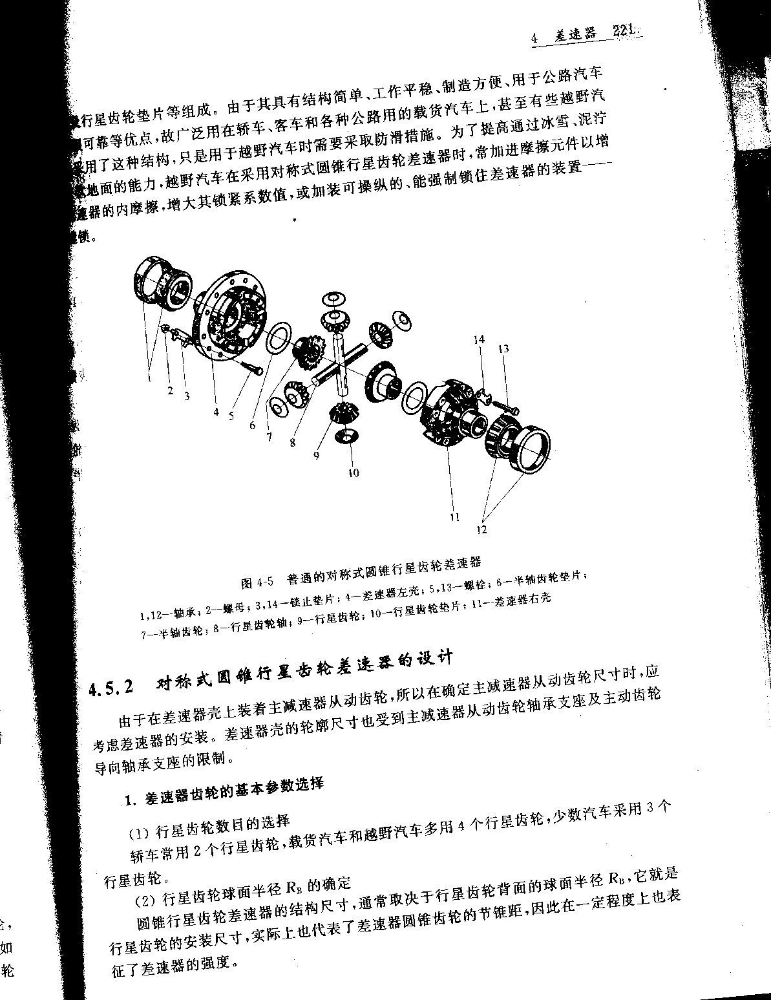 4 差速器 221
行星齿轮垫片等组成。由于其具有结构简单、工作平稳、制造方便、用于公路汽车
可靠等优点,故广泛用在轿车、客车和各种公路用的载货汽车上,甚至有些越野汽
采用了这种结构,只是用于越野汽车时需要采取防滑措施。为了提高通过冰雪、泥泞
地面的能力,越野汽车在采用对称式圆锥行星齿轮差速器时,常加进摩擦元件以增
速器的内摩擦,增大其锁紧系数值,或加装可操纵的、能强制锁住差速器的装置——
锁。
14
13
1
2
3
4
5
6
7
8
9
10
11
12
图 4-5 普通的对称式圆锥行星齿轮差速器
1,12—轴承; 2—螺母; 3,14—锁止垫片; 4—差速器左壳; 5,13—螺栓; 6—半轴齿轮垫片;
7—半轴齿轮; 8—行星齿轮轴; 9—行星齿轮; 10—行星齿轮垫片; 11—差速器右壳
4.5.2 对称式圆锥行星齿轮差速器的设计
由于在差速器壳上装着主减速器从动齿轮,所以在确定主减速器从动齿轮尺寸时,应
考虑差速器的安装。差速器壳的轮廓尺寸也受到主减速器从动齿轮轴承支座及主动齿轮
导向轴承支座的限制。
1. 差速器齿轮的基本参数选择
(1) 行星齿轮数目的选择
轿车常用 2 个行星齿轮,载货汽车和越野汽车多用 4 个行星齿轮,少数汽车采用 3 个
行星齿轮。
(2) 行星齿轮球面半径 R_B 的确定
圆锥行星齿轮差速器的结构尺寸,通常取决于行星齿轮背面的球面半径 R_B,它就是
行星齿轮的安装尺寸,实际上也代表了差速器圆锥齿轮的节锥距,因此在一定程度上也表
征了差速器的强度。
如
轮